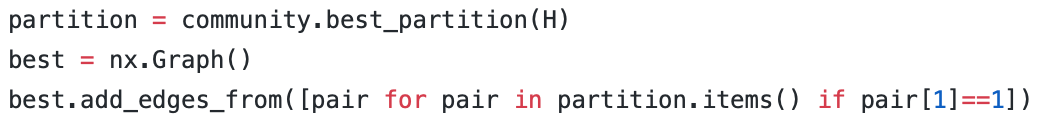 partition = community.best_partition(H)
best = nx.Graph()
best.add_edges_from([pair for pair in partition.items() if pair[1]==1])